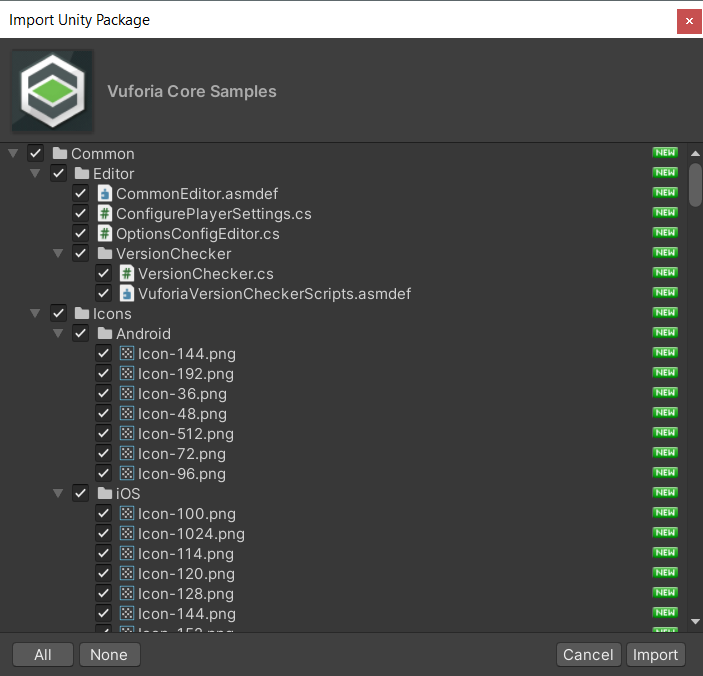 Import Unity Package
Vuforia Core Samples
Common NEW
Editor NEW
CommonEditor.asmdef NEW
ConfigurePlayerSettings.cs NEW
OptionsConfigEditor.cs NEW
VersionChecker NEW
VersionChecker.cs NEW
VuforiaVersionCheckerScripts.asmdef NEW
Icons NEW
Android NEW
Icon-144.png NEW
Icon-192.png NEW
Icon-36.png NEW
Icon-48.png NEW
Icon-512.png NEW
Icon-72.png NEW
Icon-96.png NEW
iOS NEW
Icon-100.png NEW
Icon-1024.png NEW
Icon-114.png NEW
Icon-120.png NEW
Icon-128.png NEW
Icon-144.png NEW
All None Cancel Import